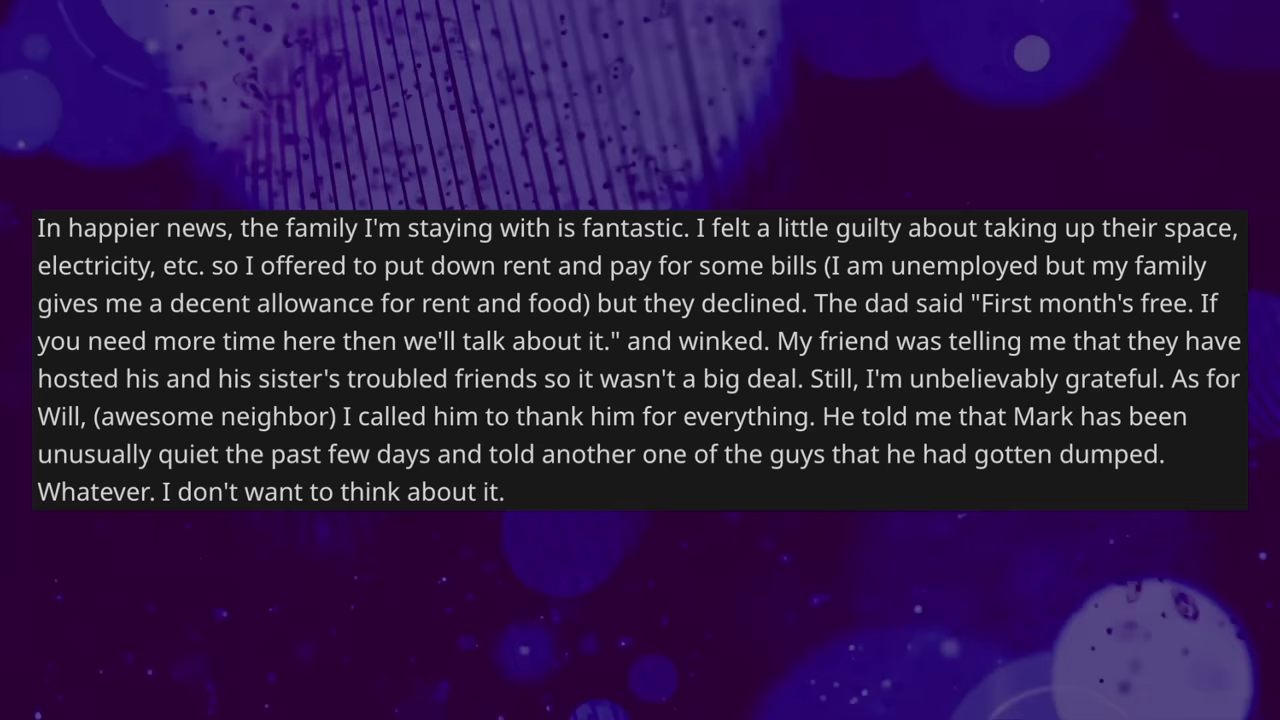 In happier news, the family I'm staying with is fantastic. I felt a little guilty about taking up their space,
electricity, etc. so I offered to put down rent and pay for some bills (I am unemployed but my family
gives me a decent allowance for rent and food) but they declined. The dad said "First month's free. If
you need more time here then we'll talk about it." and winked. My friend was telling me that they have
hosted his and his sister's troubled friends so it wasn't a big deal. Still, I'm unbelievably grateful. As for
Will, (awesome neighbor) I called him to thank him for everything. He told me that Mark has been
unusually quiet the past few days and told another one of the guys that he had gotten dumped.
Whatever. I don't want to think about it.